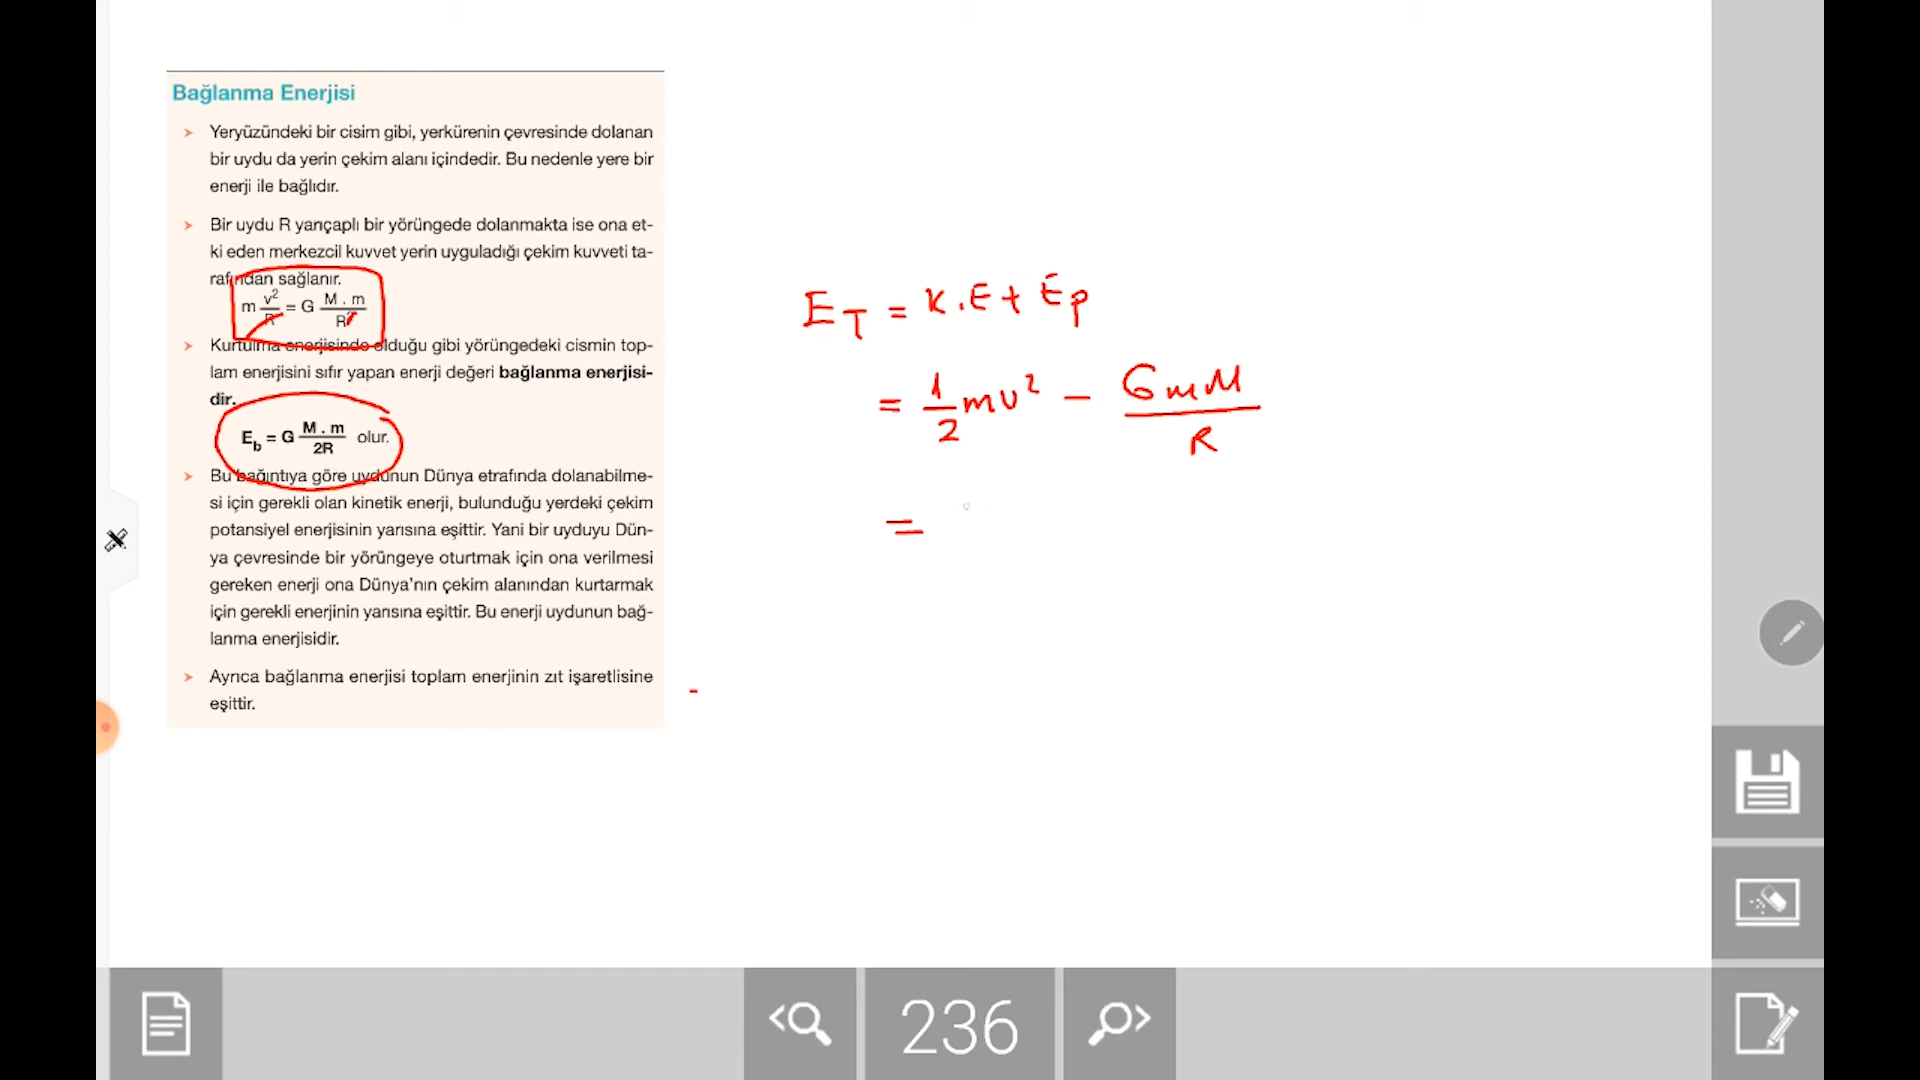 Bağlanma Enerjisi
Yeryüzündeki bir cisim gibi, yerkürenin çevresinde dolanan
bir uydu da yerin çekim alanı içindedir. Bu nedenle yere bir
enerji ile bağlıdır.
Bir uydu R yarıçaplı bir yörüngede dolanmakta ise ona et-
ki eden merkezcil kuvvet yerin uyguladığı çekim kuvveti ta-
rafından sağlanır.
m v²/R = G M . m/R²
Kurtulma enerjisinde olduğu gibi yörüngedeki cismin top-
lam enerjisini sıfır yapan enerji değeri bağlanma enerjisi-
dir.
E_b = G M . m/2R olur.
Bu bağıntıya göre uydunun Dünya etrafında dolanabilme-
si için gerekli olan kinetik enerji, bulunduğu yerdeki çekim
potansiyel enerjisinin yarısına eşittir. Yani bir uyduyu Dün-
ya çevresinde bir yörüngeye oturtmak için ona verilmesi
gereken enerji ona Dünya'nın çekim alanından kurtarmak
için gerekli enerjinin yarısına eşittir. Bu enerji uydunun bağ-
lanma enerjisidir.
Ayrıca bağlanma enerjisi toplam enerjinin zıt işaretlisine
eşittir.
E_T = K.E + E_p
= 1/2 mv² - GmM/R
=
236